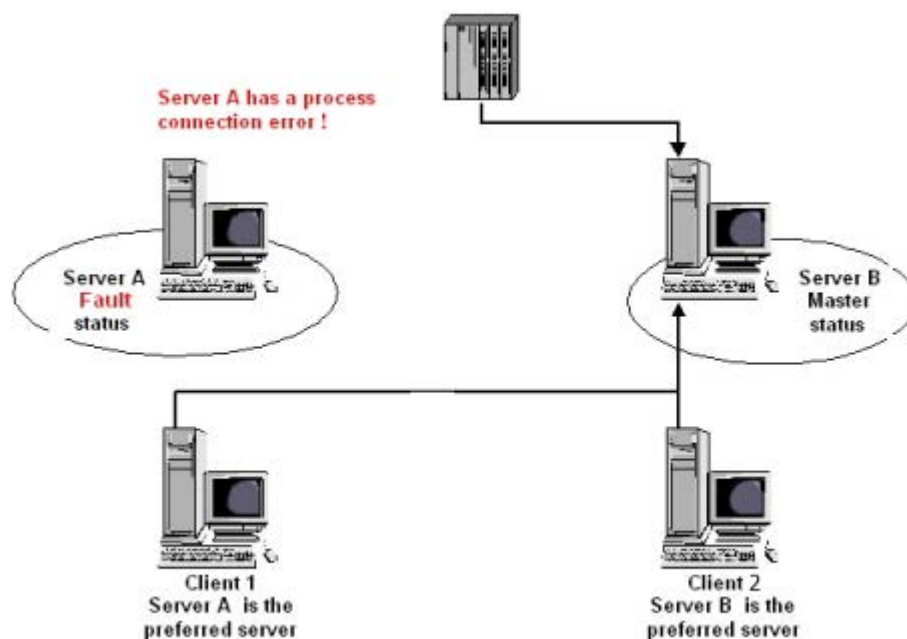 Server A has a process
connection error !
Server A
Fault
status
Server B
Master
status
Client 1
Server A is the
preferred server
Client 2
Server B is the
preferred server